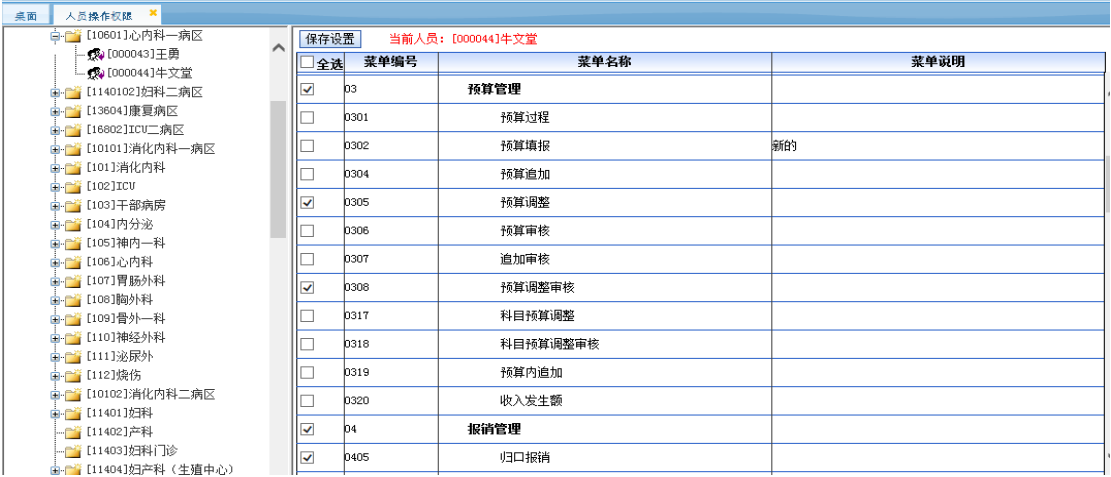 桌面 人员操作权限
[10601]心内科一病区
[000043]王勇
[000044]牛文堂
[1140102]妇科二病区
[13604]康复病区
[16802]ICU二病区
[10101]消化内科一病区
[101]消化内科
[102]ICU
[103]干部病房
[104]内分泌
[105]神内一科
[106]心内科
[107]胃肠外科
[108]胸外科
[109]骨外一科
[110]神经外科
[111]泌尿外
[112]烧伤
[10102]消化内科二病区
[11401]妇科
[11402]产科
[11403]妇科门诊
[11404]妇产科（生殖中心）
保存设置 当前人员：[000044]牛文堂
全选 菜单编号 菜单名称 菜单说明
03 预算管理
0301 预算过程
0302 预算填报 新的
0304 预算追加
0305 预算调整
0306 预算审核
0307 追加审核
0308 预算调整审核
0317 科目预算调整
0318 科目预算调整审核
0319 预算内追加
0320 收入发生额
04 报销管理
0405 归口报销